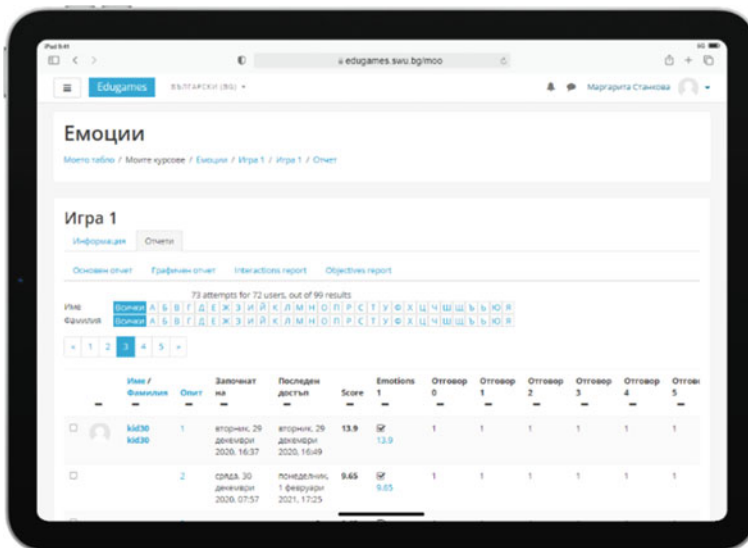 iPad 9:41
edugames.swu.bg/moo
Edugames БЪЛГАРСКИ (BG) Маргарита Станкова
Емоции
Моето табло / Моите курсове / Емоции / Игра 1 / Игра 1 / Отчет
Игра 1
Информация Отчети
Основен отчет Графичен отчет Interactions report Objectives report
73 attempts for 72 users, out of 99 results
Име Всички А Б В Г Д Е Ж З И Й К Л М Н О П Р С Т У Ф Х Ц Ч Ш Щ Ъ Ь Ю Я
Фамилия Всички А Б В Г Д Е Ж З И Й К Л М Н О П Р С Т У Ф Х Ц Ч Ш Щ Ъ Ь Ю Я
« 1 2 3 4 5 »
Име / Започнат Последен Emotions Отговор Отговор Отговор Отговор Отговор
Фамилия Опит на достъп Score 1 0 1 2 3 4 5
kid30 1 вторник, 29 вторник, 29 13.9 1 1 1 1 1 1
kid30 декември декември 13.9
2020, 16:37 2020, 16:49
2 сряда, 30 понеделник, 9.65 1 1 1 1 1 1
декември 1 февруари 9.65
2020, 07:57 2021, 17:25